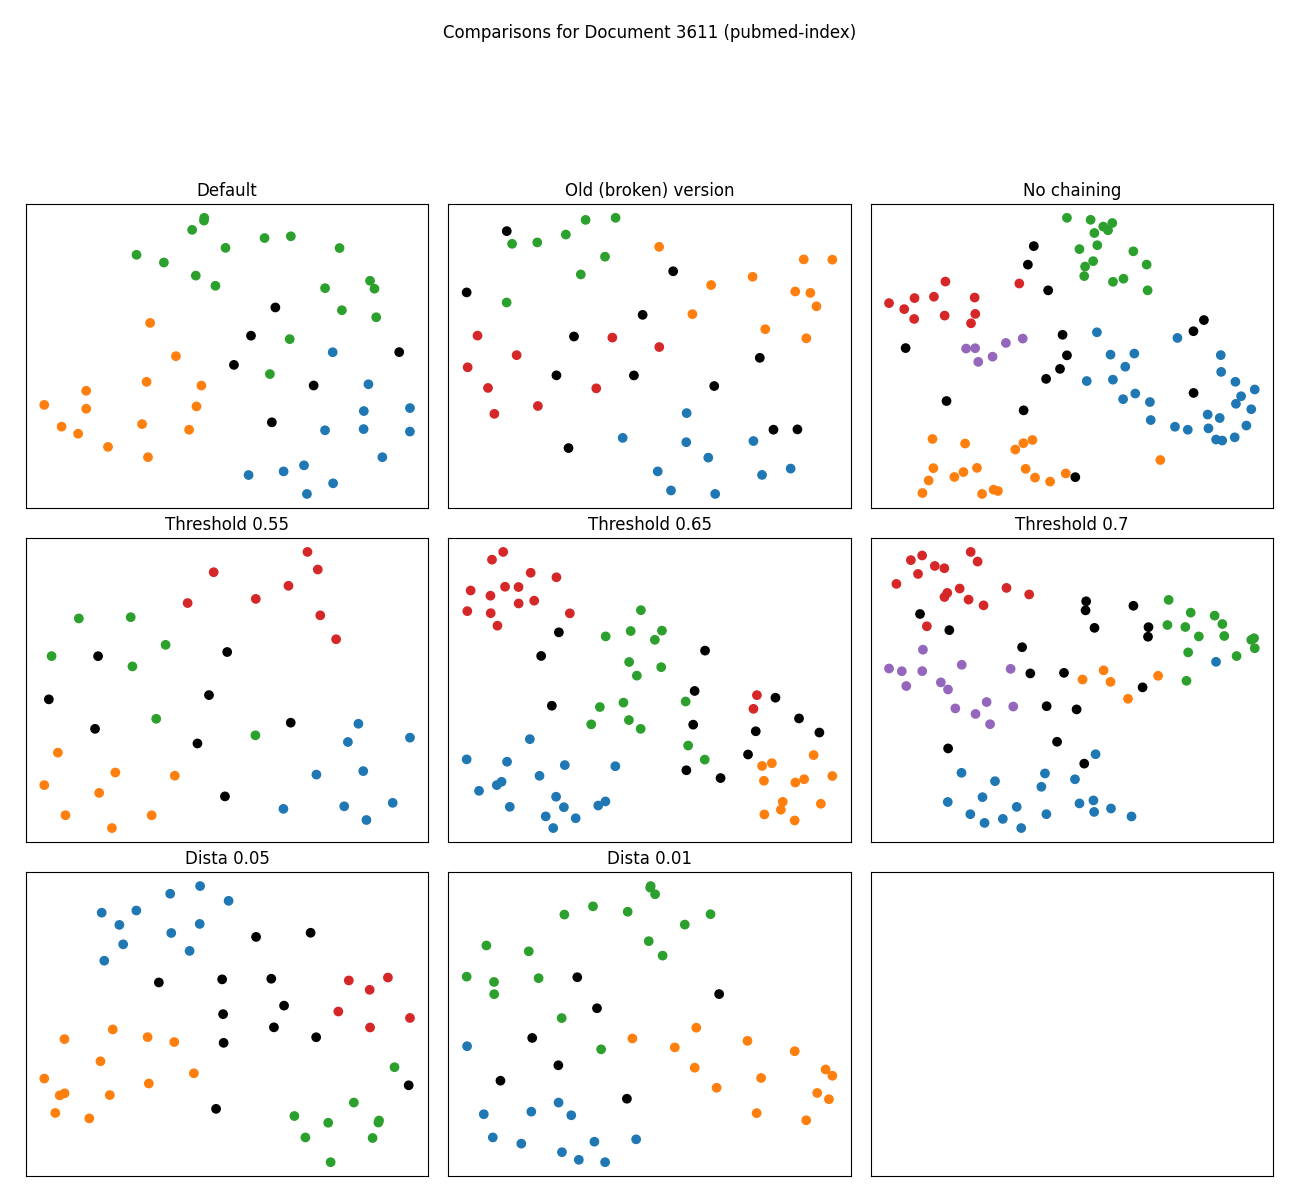 Comparisons for Document 3611 (pubmed-index)
Default
Old (broken) version
No chaining
Threshold 0.55
Threshold 0.65
Threshold 0.7
Dista 0.05
Dista 0.01